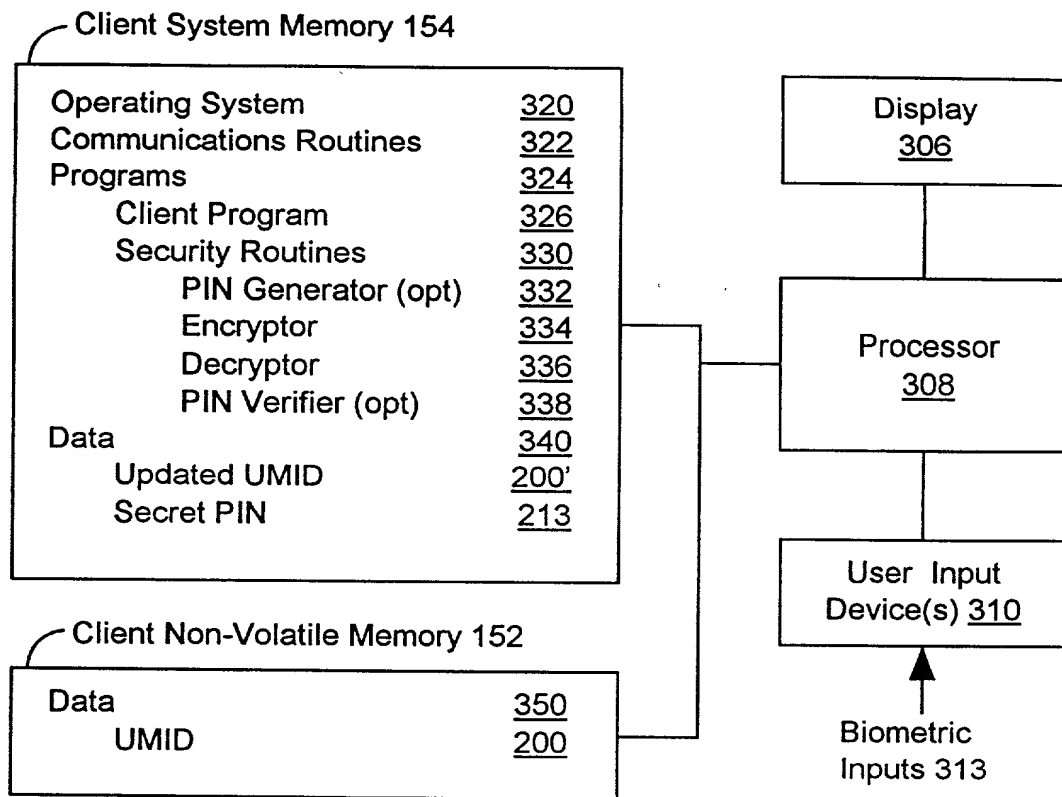 Client System Memory 154
Operating System 320
Communications Routines 322
Programs 324
Client Program 326
Security Routines 330
PIN Generator (opt) 332
Encryptor 334
Decryptor 336
PIN Verifier (opt) 338
Data 340
Updated UMID 200'
Secret PIN 213
Client Non-Volatile Memory 152
Data 350
UMID 200
Display
306
Processor
308
User Input
Device(s) 310
Biometric
Inputs 313